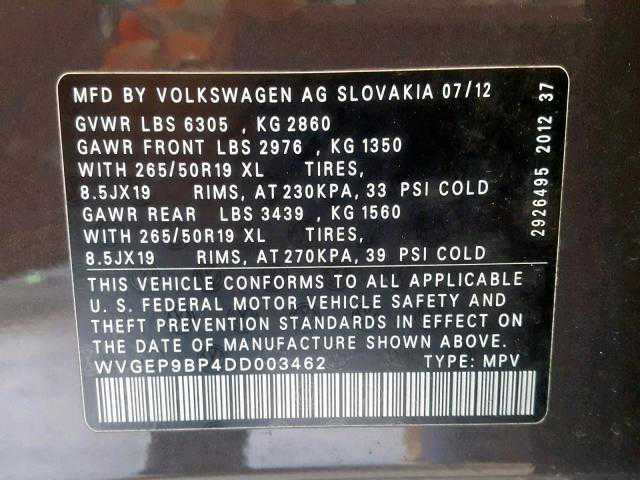 MFD BY VOLKSWAGEN AG SLOVAKIA 07/12
GVWR LBS 6305 , KG 2860
GAWR FRONT LBS 2976 , KG 1350
WITH 265/50R19 XL TIRES,
8.5JX19 RIMS, AT 230KPA, 33 PSI COLD
GAWR REAR LBS 3439 , KG 1560
WITH 265/50R19 XL TIRES,
8.5JX19 RIMS, AT 270KPA, 39 PSI COLD
THIS VEHICLE CONFORMS TO ALL APPLICABLE
U. S. FEDERAL MOTOR VEHICLE SAFETY AND
THEFT PREVENTION STANDARDS IN EFFECT ON
THE DATE OF MANUFACTURE SHOWN ABOVE.
WVGEP9BP4DD003462 TYPE: MPV
2926495 2012 37